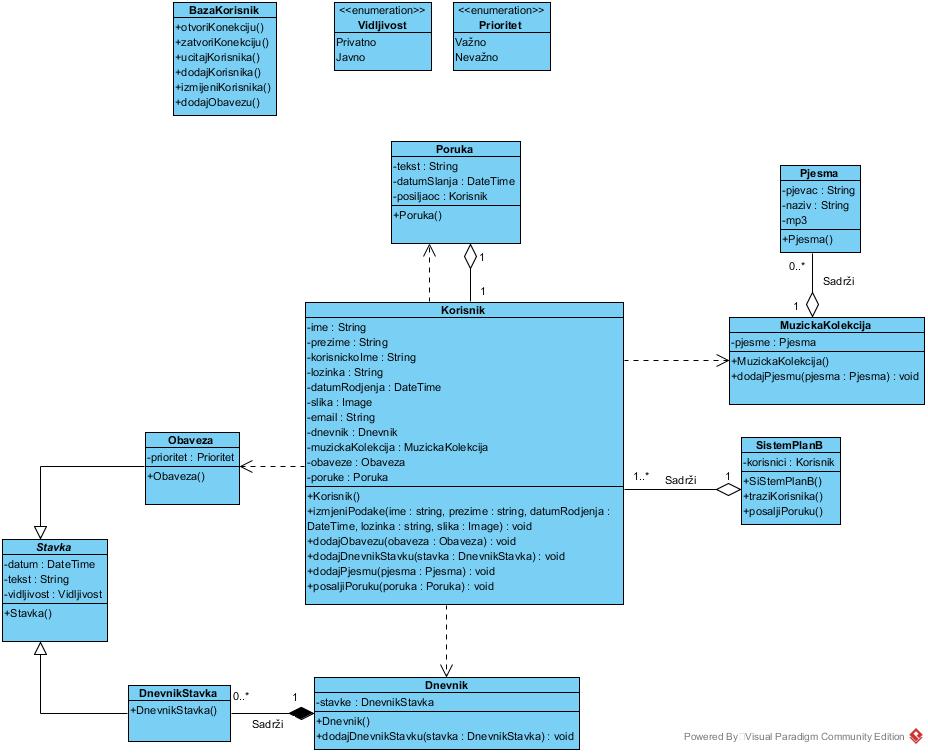 BazaKorisnik
+otvoriKonekciju()
+zatvoriKonekciju()
+ucitajKorisnika()
+dodajKorisnika()
+izmijeniKorisnika()
+dodajObavezu()
<<enumeration>>
Vidljivost
Privatno
Javno
<<enumeration>>
Prioritet
Važno
Nevažno
Poruka
-tekst : String
-datumSlanja : DateTime
-posiljaoc : Korisnik
+Poruka()
1
1
Pjesma
-pjevac : String
-naziv : String
-mp3
+Pjesma()
0..*
Sadrži
1
MuzickaKolekcija
-pjesme : Pjesma
+MuzickaKolekcija()
+dodajPjesmu(pjesma : Pjesma) : void
Korisnik
-ime : String
-prezime : String
-korisnickoIme : String
-lozinka : String
-datumRodjenja : DateTime
-slika : Image
-email : String
-dnevnik : Dnevnik
-muzickaKolekcija : MuzickaKolekcija
-obaveze : Obaveza
-poruke : Poruka
+Korisnik()
+izmjeniPodake(ime : string, prezime : string, datumRodjenja :
DateTime, lozinka : string, slika : Image) : void
+dodajObavezu(obaveza : Obaveza) : void
+dodajDnevnikStavku(stavka : DnevnikStavka) : void
+dodajPjesmu(pjesma : Pjesma) : void
+posaljiPoruku(poruka : Poruka) : void
1..*
Sadrži
1
SistemPlanB
-korisnici : Korisnik
+SiStemPlanB()
+traziKorisnika()
+posaljiPoruku()
Obaveza
-prioritet : Prioritet
+Obaveza()
Stavka
-datum : DateTime
-tekst : String
-vidljivost : Vidljivost
+Stavka()
DnevnikStavka
+DnevnikStavka()
0..*
Sadrži
1
Dnevnik
-stavke : DnevnikStavka
+Dnevnik()
+dodajDnevnikStavku(stavka : DnevnikStavka) : void
Powered By Visual Paradigm Community Edition